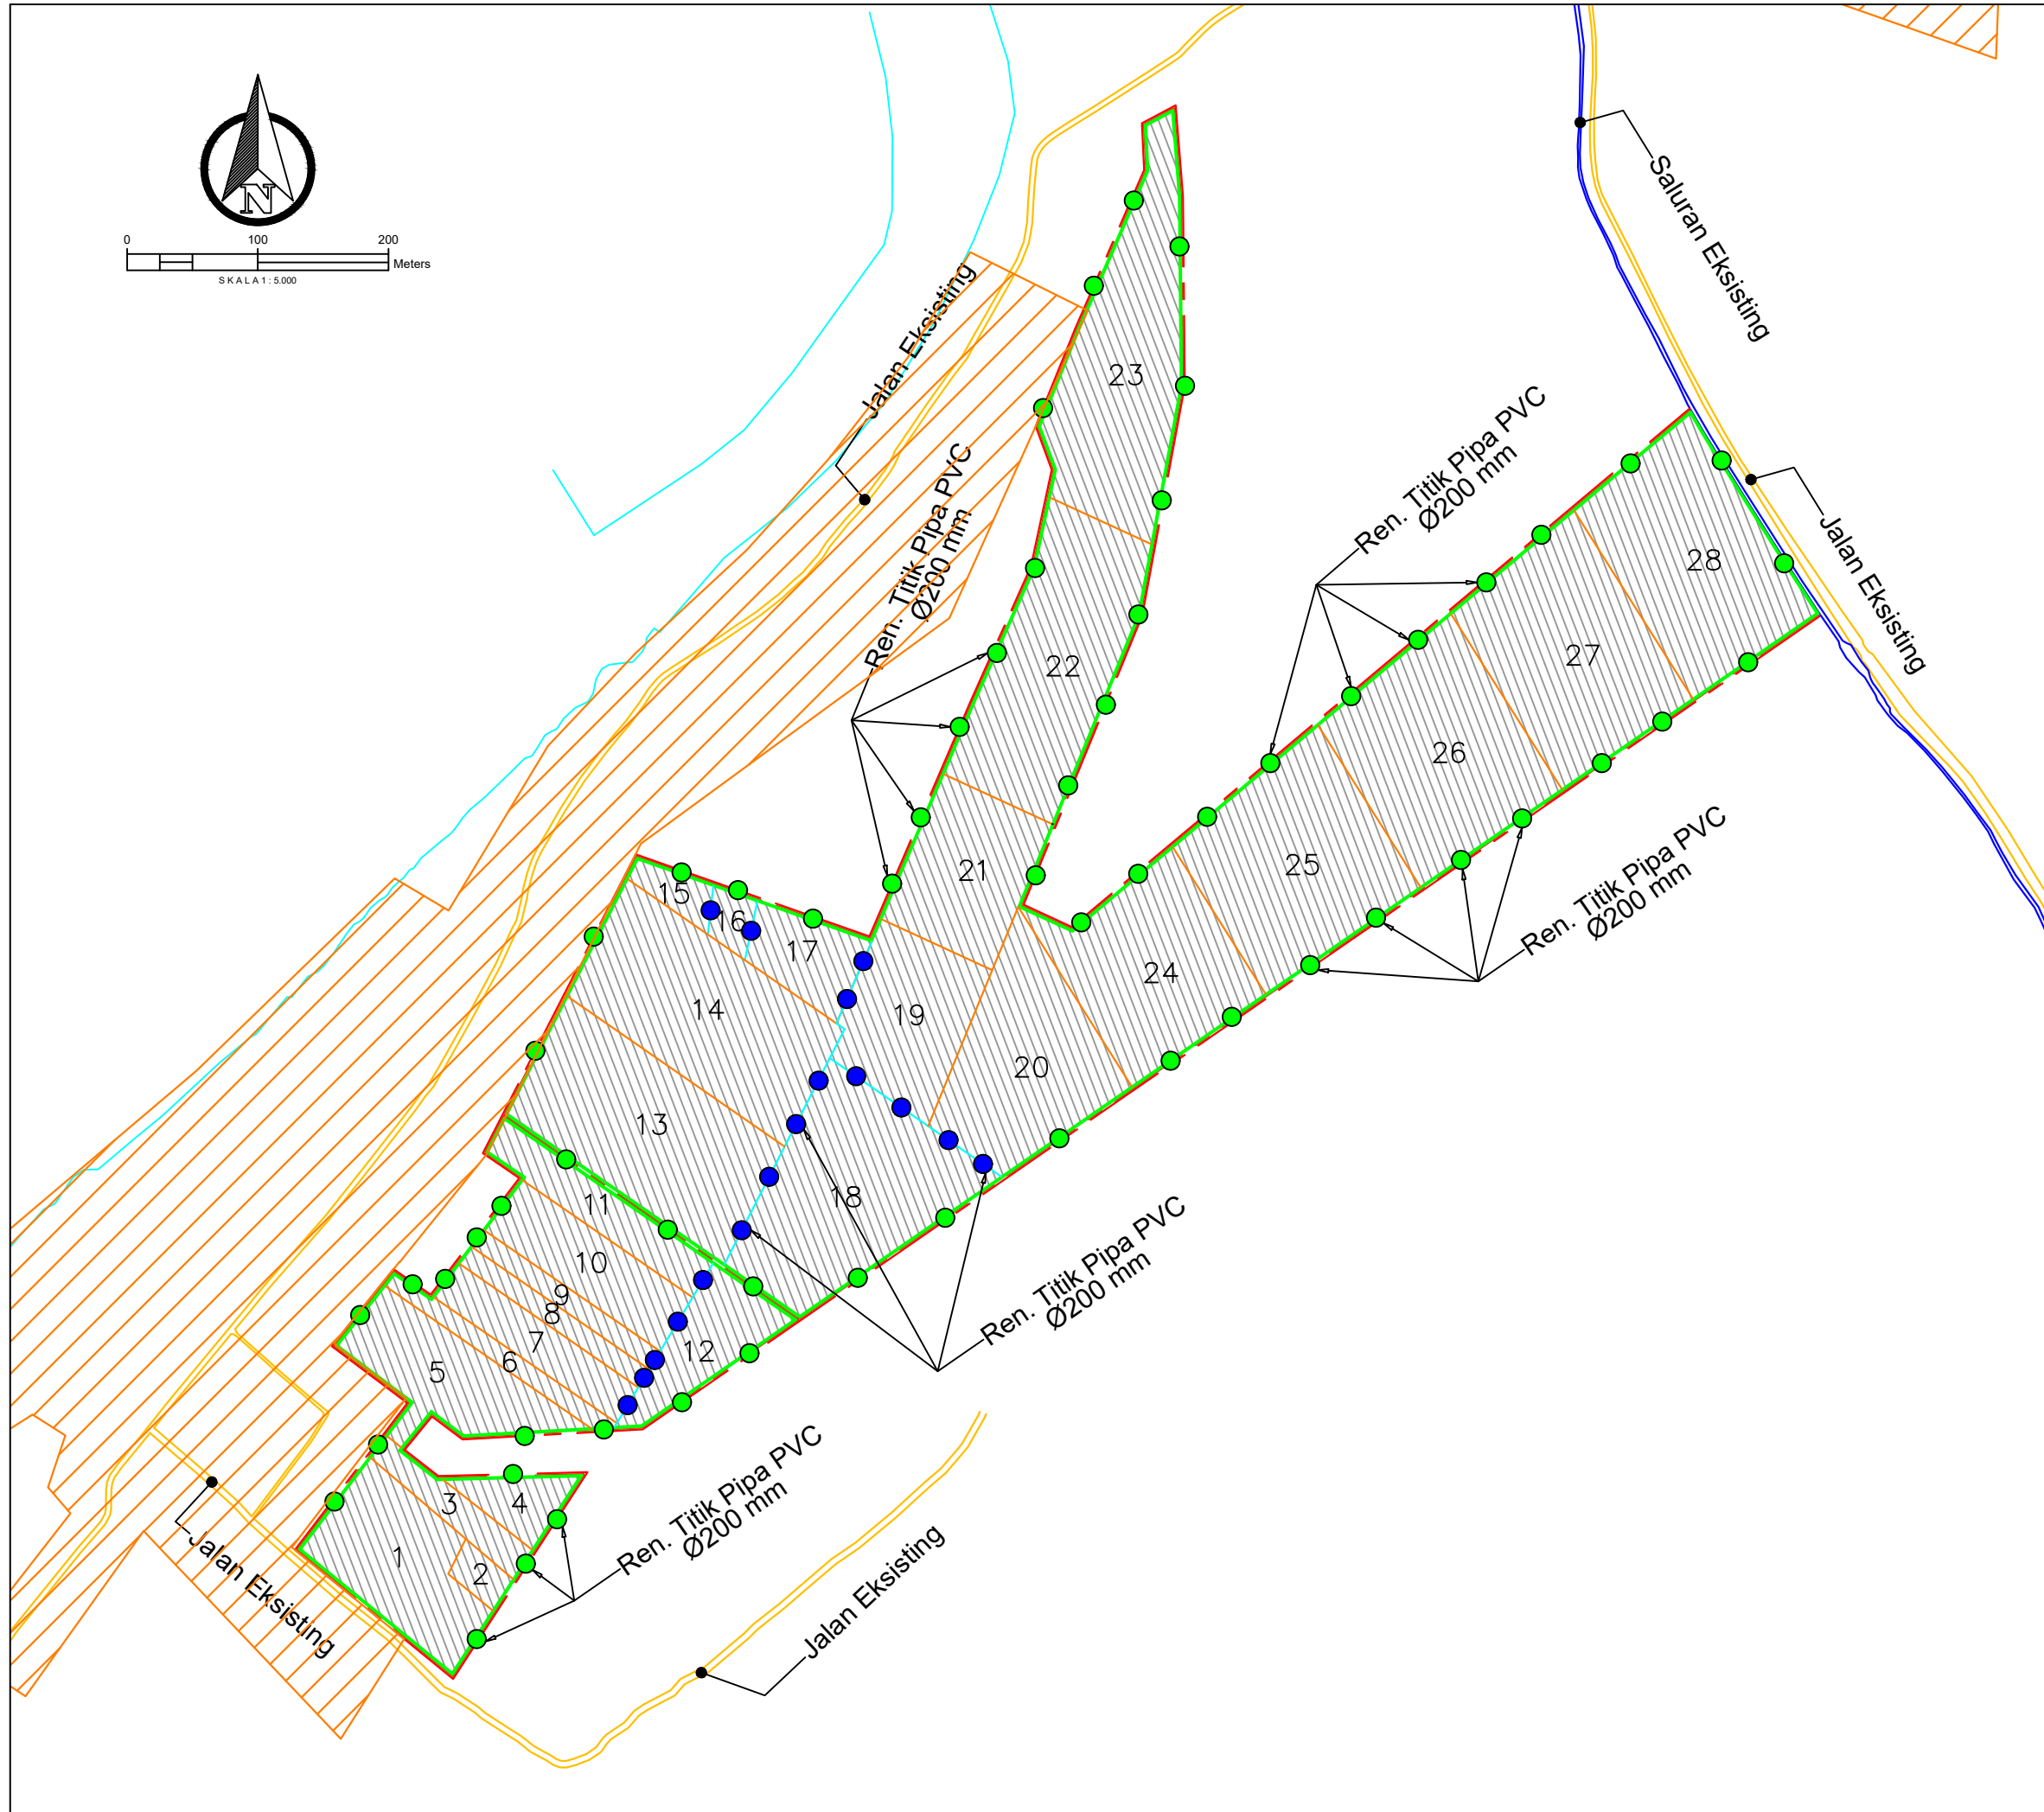 N
0 100 200
Meters
S K A L A 1 : 5.000
Saluran Eksisting
Jalan Eksisting
Ren. Titik Pipa PVC
Ø200 mm
Ren. Titik Pipa PVC
Ø200 mm
Jalan Eksisting
23
28
27
22
26
21
25
15
16
17
24
14
19
20
13
18
11
10
9
8
7
12
6
5
Ren. Titik Pipa PVC
Ø200 mm
Ren. Titik Pipa PVC
Ø200 mm
3
4
1
2
Ren. Titik Pipa PVC
Ø200 mm
Jalan Eksisting
Jalan Eksisting